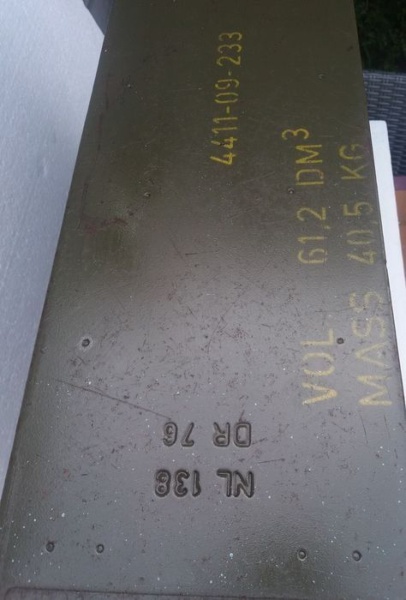 4411-09-233
VOL 61,2 DM³
MASS 40,5 KG
NL 138
DR 76